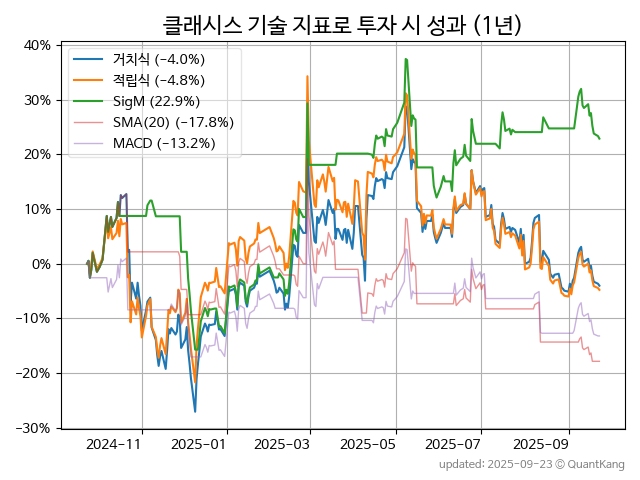 클래시스 기술 지표로 투자 시 성과 (1년)
40%
30%
20%
10%
0%
−10%
−20%
−30%
거치식 (−4.0%)
적립식 (−4.8%)
SigM (22.9%)
SMA(20) (−17.8%)
MACD (−13.2%)
2024-11
2025-01
2025-03
2025-05
2025-07
2025-09
updated: 2025-09-23 ⓒ QuantKang